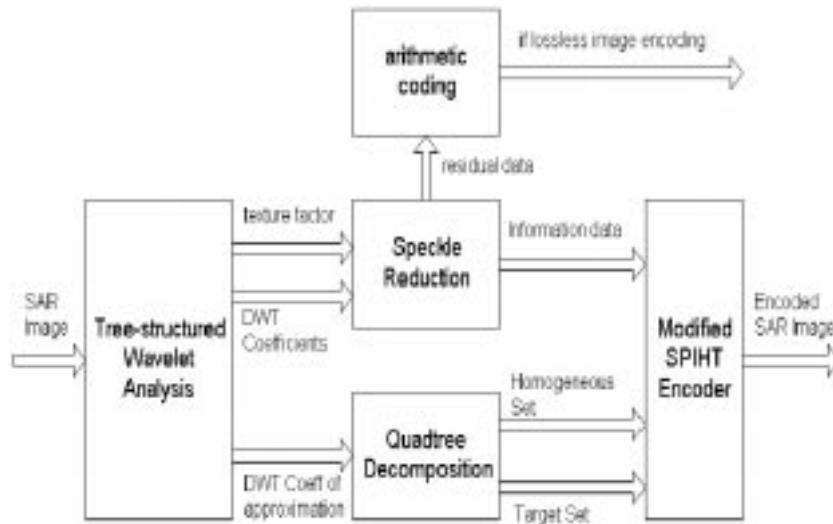 arithmetic
coding
if lossless image encoding
residual data
texture factor
Speckle
Reduction
Information data
SAR
Image
Tree-structured
Wavelet
Analysis
DWT
Coefficients
Modified
SPIHT
Encoder
Encoded
SAR Image
Homogeneous
Set
Quadtree
Decomposition
DWT Coeff of
approximation
Target Set